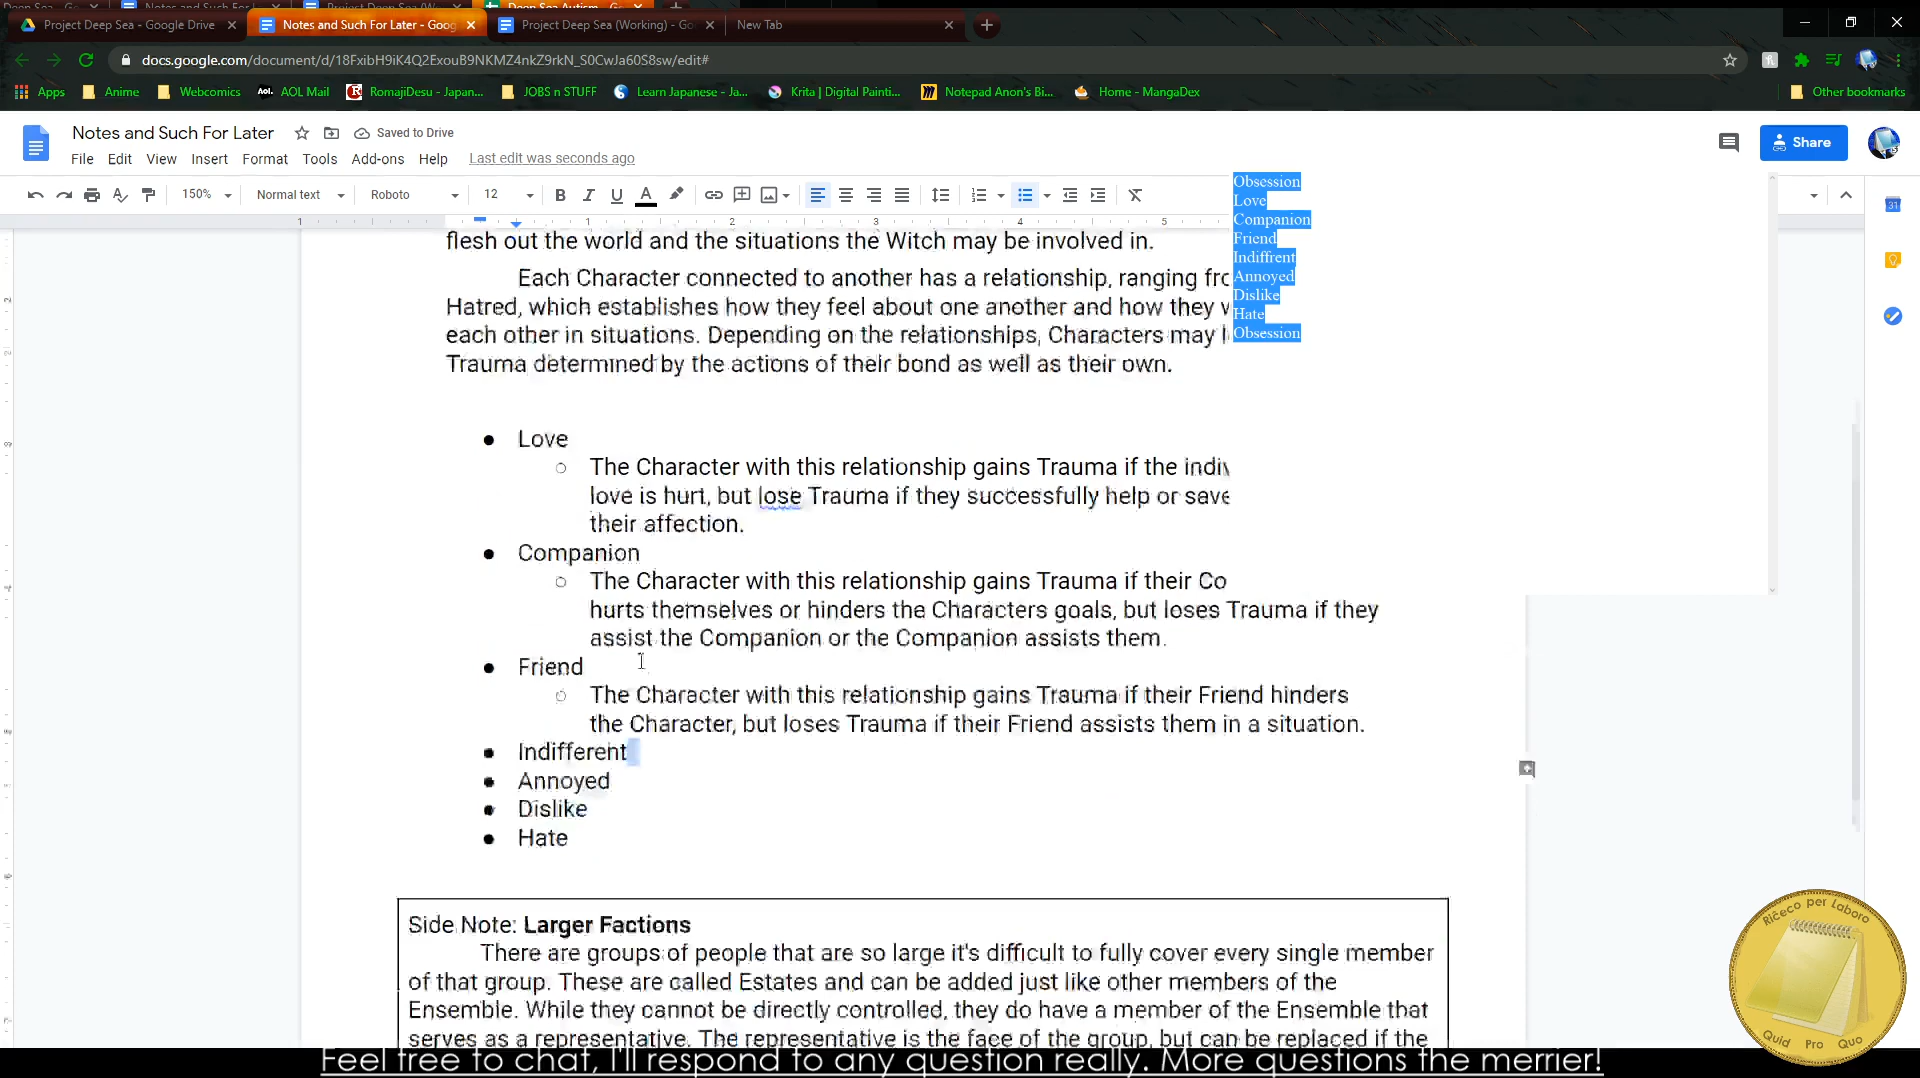 Project Deep Sea - Google Drive
Notes and Such For Later - Goog
Project Deep Sea (Working) - Go
New Tab
docs.google.com/document/d/18FxibH9iK4Q2ExouB9NKMZ4nkZ9rkN_S0CwJa60S8sw/edit#
Apps
Anime
Webcomics
Aol. AOL Mail
RomajiDesu - Japan...
JOBS n STUFF
Learn Japanese - Ja...
Krita | Digital Painti...
Notepad Anon's Bi...
Home - MangaDex
Other bookmarks
Notes and Such For Later
Saved to Drive
File Edit View Insert Format Tools Add-ons Help Last edit was seconds ago
Share
150% Normal text Roboto 12 B I U A
31
1 1 2 3 4 5
Obsession
Love
Companion
Friend
Indiffrent
Annoyed
Dislike
Hate
Obsession
flesh out the world and the situations the Witch may be involved in.
Each Character connected to another has a relationship, ranging fro
Hatred, which establishes how they feel about one another and how they
each other in situations. Depending on the relationships, Characters may
Trauma determined by the actions of their bond as well as their own.
● Love
○ The Character with this relationship gains Trauma if the indiv
love is hurt, but lose Trauma if they successfully help or save
their affection.
● Companion
○ The Character with this relationship gains Trauma if their Co
hurts themselves or hinders the Characters goals, but loses Trauma if they
assist the Companion or the Companion assists them.
● Friend
○ The Character with this relationship gains Trauma if their Friend hinders
the Character, but loses Trauma if their Friend assists them in a situation.
● Indifferent
● Annoyed
● Dislike
● Hate
Side Note: Larger Factions
There are groups of people that are so large it's difficult to fully cover every single member
of that group. These are called Estates and can be added just like other members of the
Ensemble. While they cannot be directly controlled, they do have a member of the Ensemble that
serves as a representative. The representative is the face of the group, but can be replaced if the
Ričeco per Laboro
Quid Pro Quo
Feel free to chat, I'll respond to any question really. More questions the merrier!